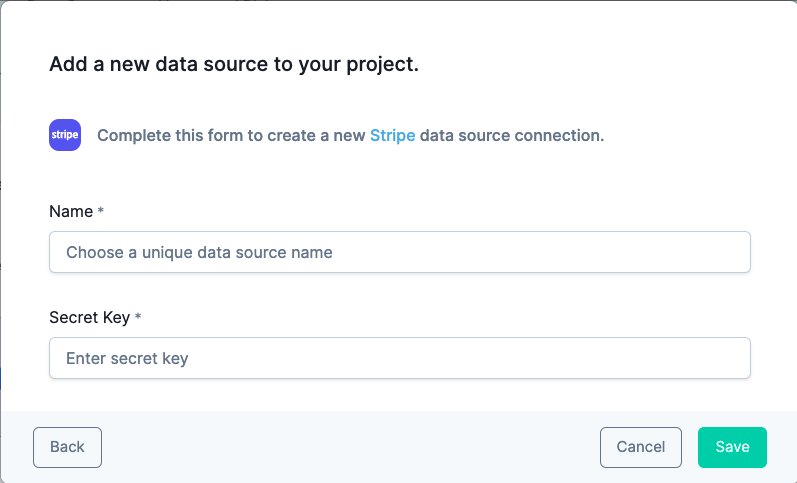 Add a new data source to your project.
stripe
Complete this form to create a new Stripe data source connection.
Name *
Choose a unique data source name
Secret Key *
Enter secret key
Back
Cancel
Save